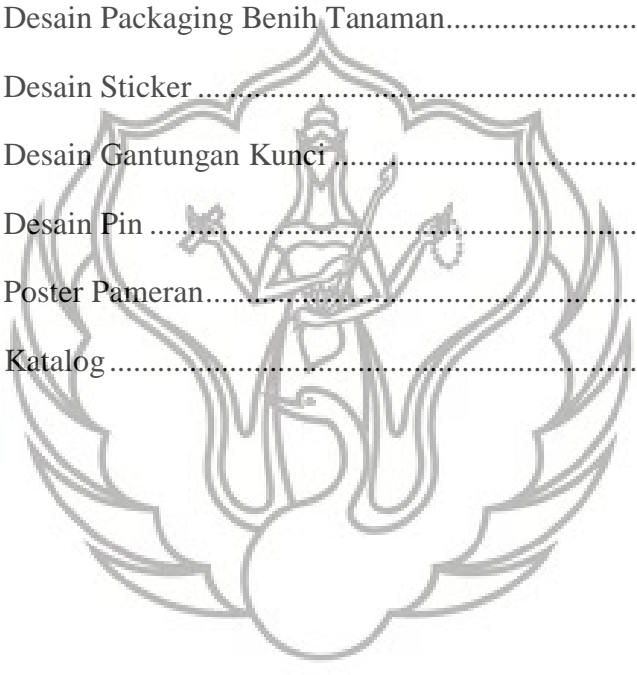 Desain Packaging Benih Tanaman........................
Desain Sticker ......................................................
Desain Gantungan Kunci .....................................
Desain Pin ............................................................
Poster Pameran.....................................................
Katalog .................................................................